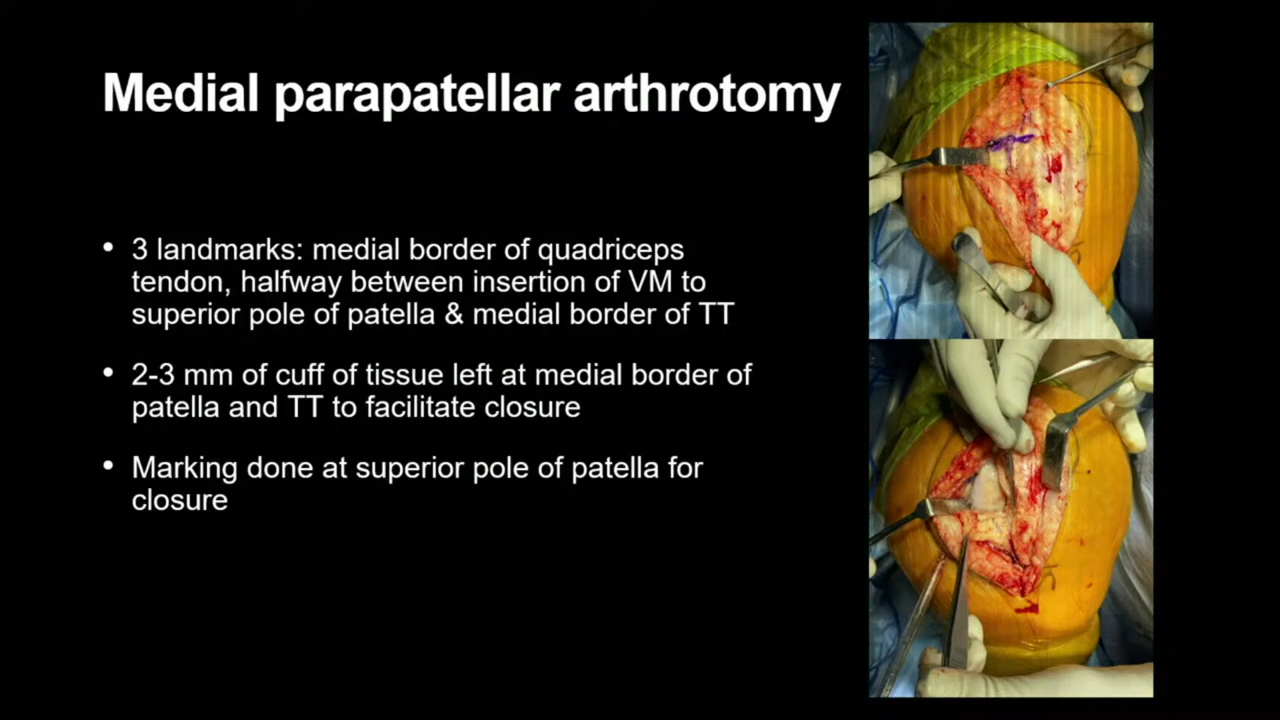 Medial parapatellar arthrotomy
• 3 landmarks: medial border of quadriceps
tendon, halfway between insertion of VM to
superior pole of patella & medial border of TT
• 2-3 mm of cuff of tissue left at medial border of
patella and TT to facilitate closure
• Marking done at superior pole of patella for
closure